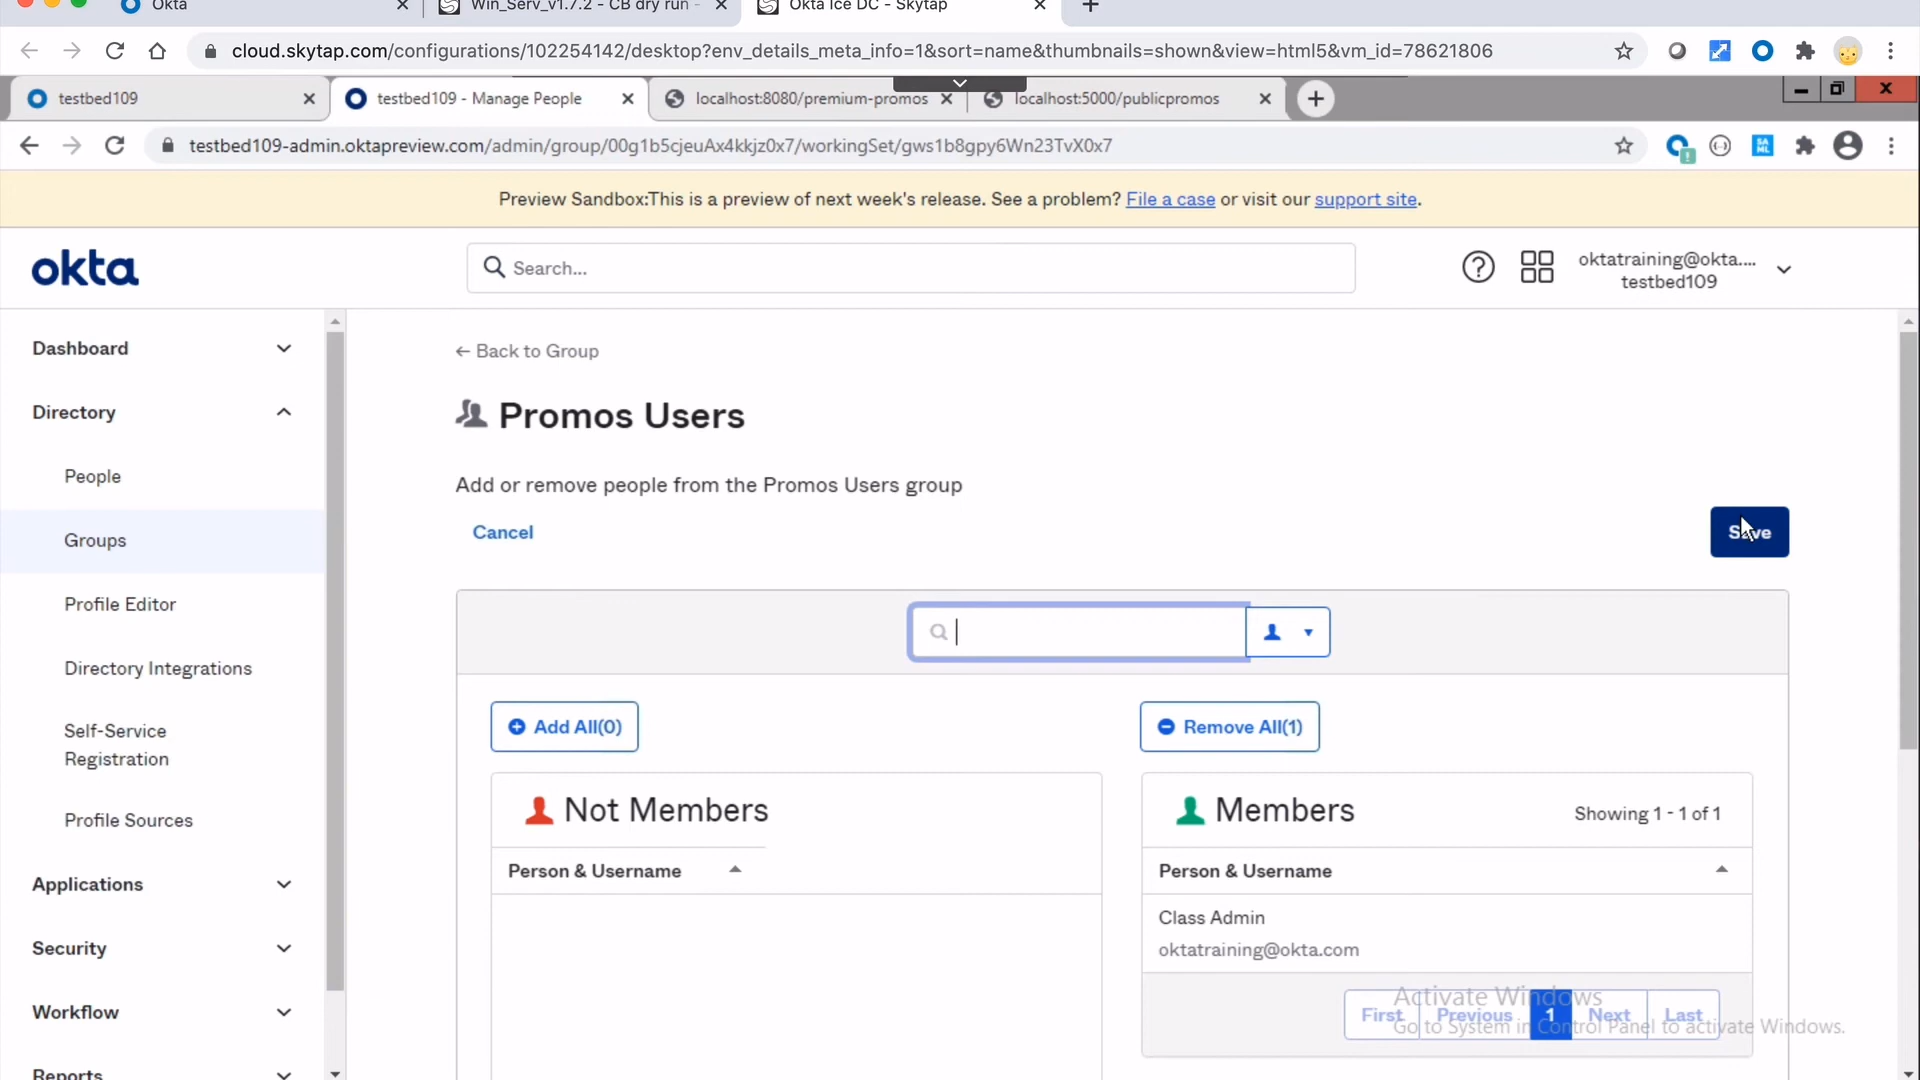 Okta
Win_Serv_v1.7.2 - CB dry run -
Okta Ice DC - Skytap
cloud.skytap.com/configurations/102254142/desktop?env_details_meta_info=1&sort=name&thumbnails=shown&view=html5&vm_id=78621806
testbed109
testbed109 - Manage People
localhost:8080/premium-promos
localhost:5000/publicpromos
testbed109-admin.oktapreview.com/admin/group/00g1b5cjeuAx4kkjz0x7/workingSet/gws1b8gpy6Wn23TvX0x7
Preview Sandbox:This is a preview of next week's release. See a problem? File a case or visit our support site.
okta
Search...
oktatraining@okta....
testbed109
Dashboard
Directory
People
Groups
Profile Editor
Directory Integrations
Self-Service
Registration
Profile Sources
Applications
Security
Workflow
Reports
← Back to Group
Promos Users
Add or remove people from the Promos Users group
Cancel
Save
Add All(0)
Remove All(1)
Not Members
Person & Username
Members
Showing 1 - 1 of 1
Person & Username
Class Admin
oktatraining@okta.com
First Previous 1 Next Last
Activate Windows
Go to System in Control Panel to activate Windows.